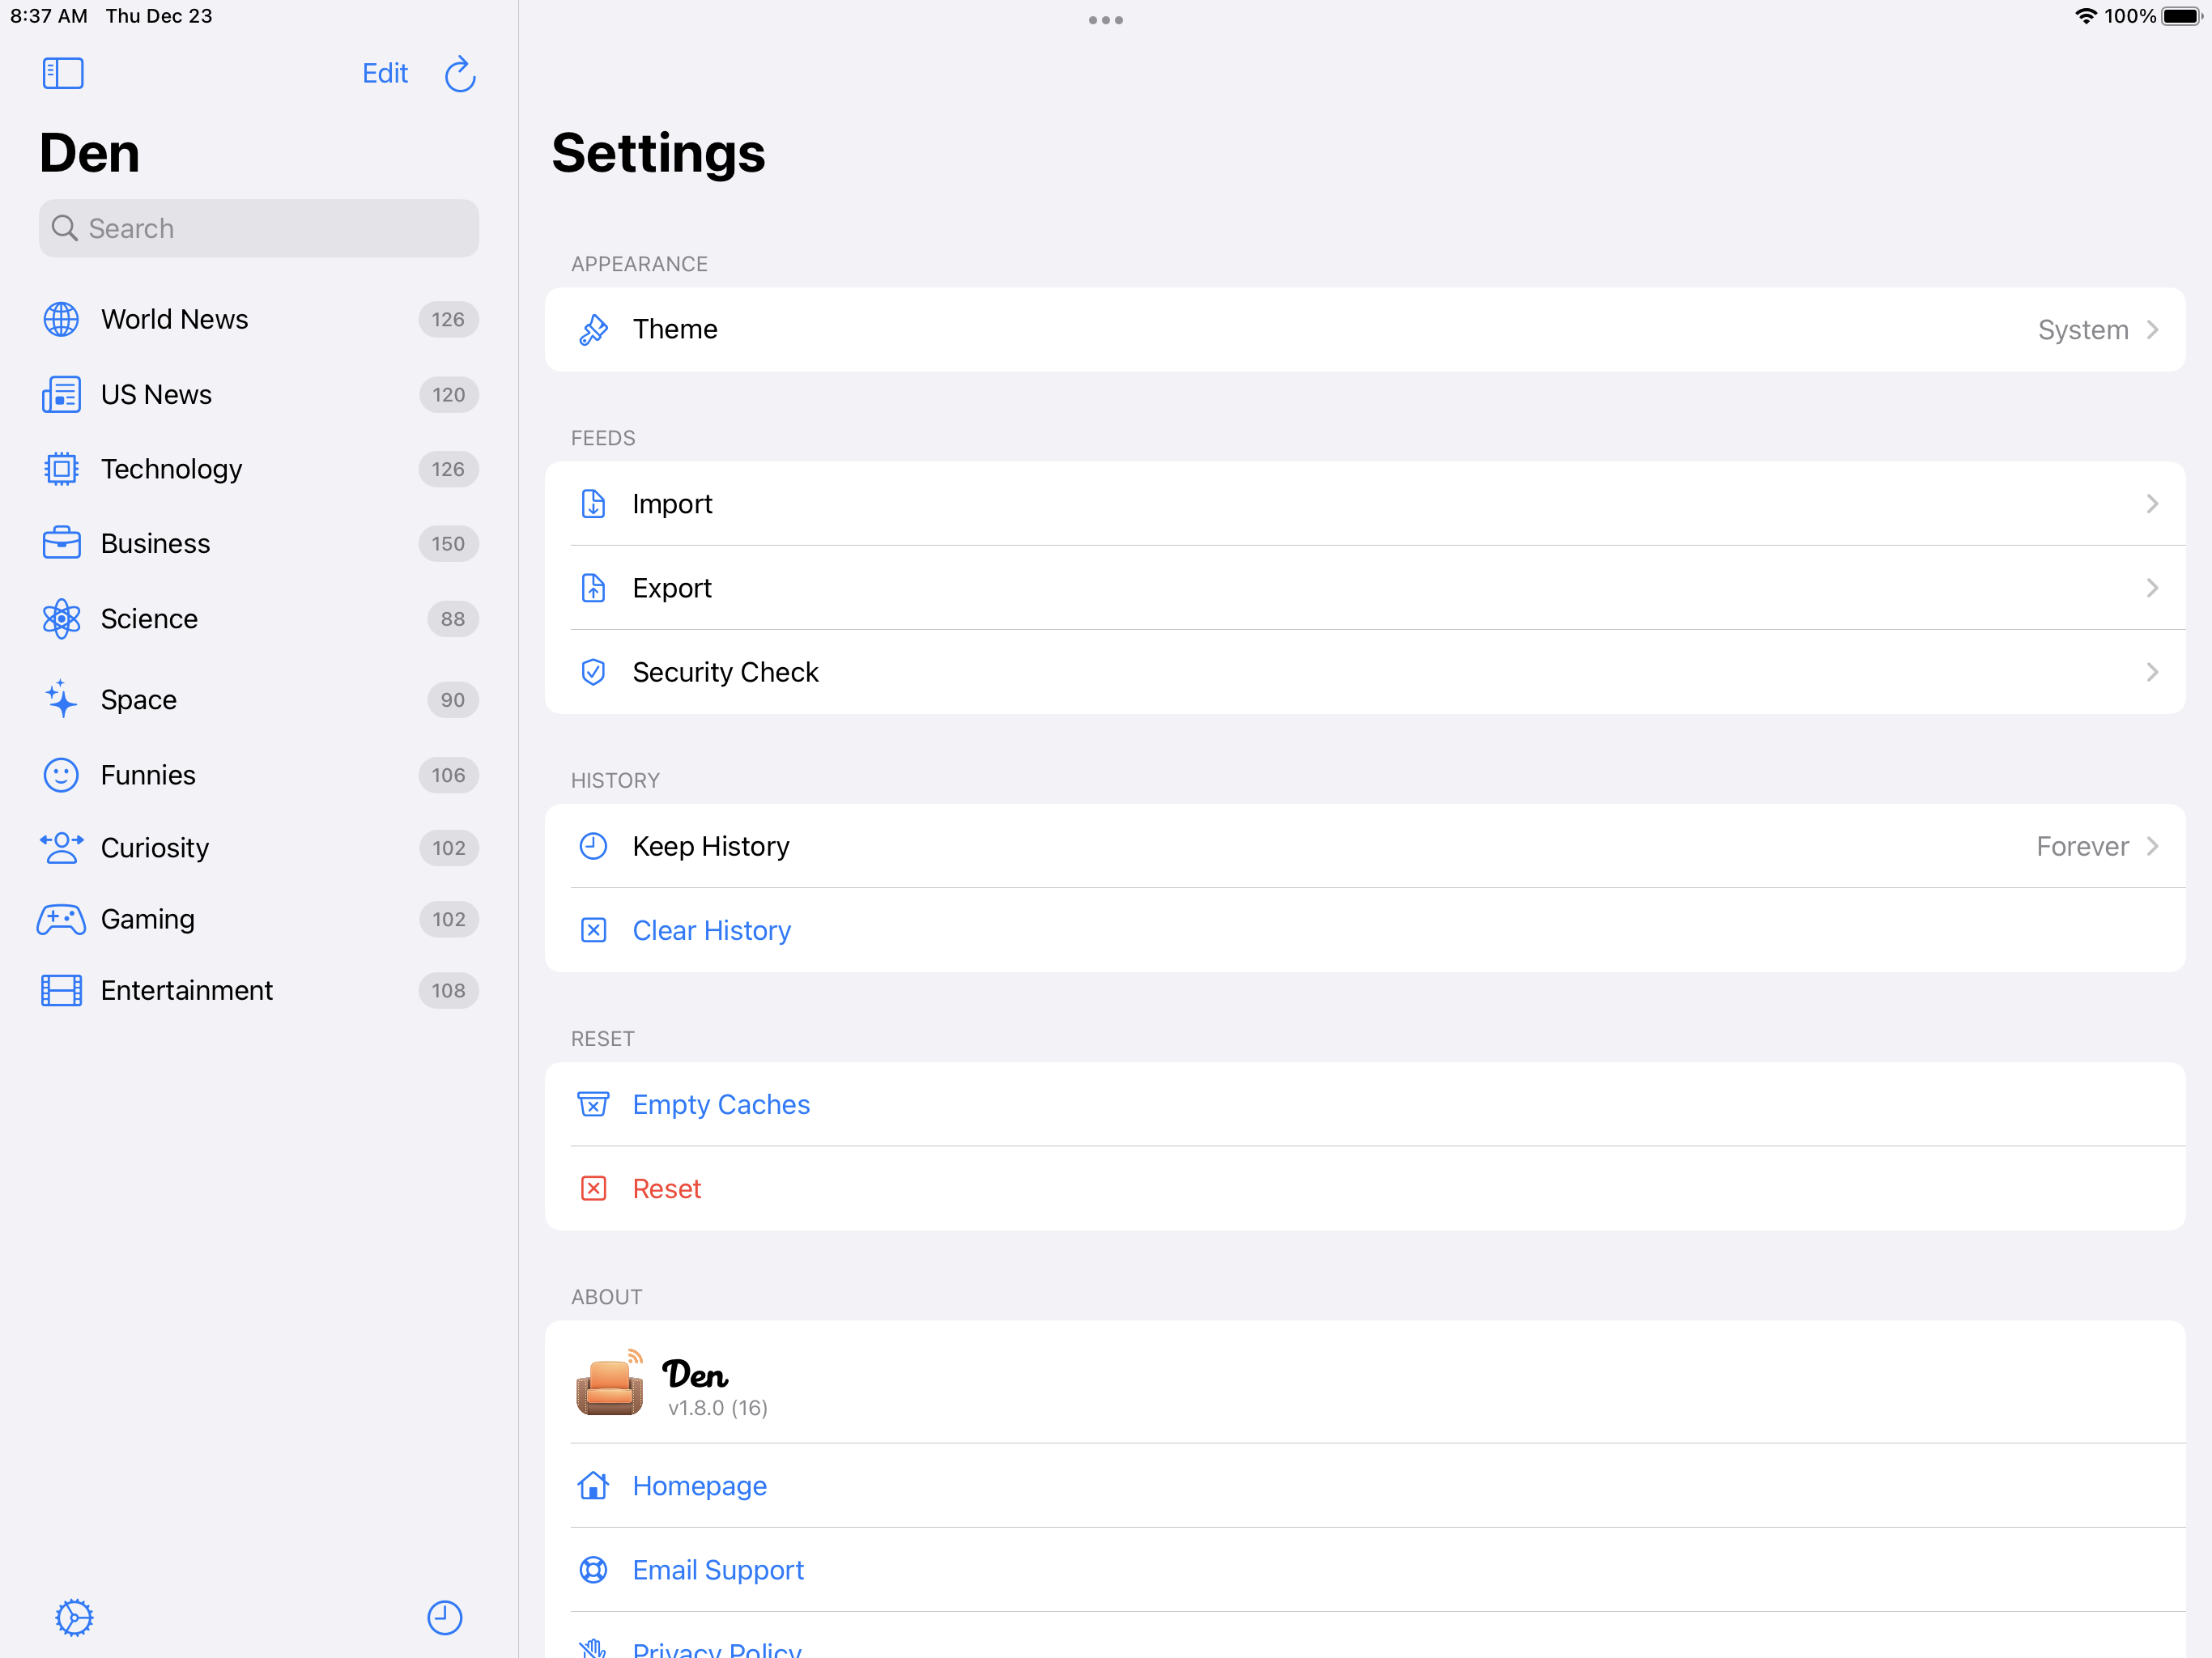 8:37 AM Thu Dec 23
100%
Edit
Den
Search
World News 126
US News 120
Technology 126
Business 150
Science 88
Space 90
Funnies 106
Curiosity 102
Gaming 102
Entertainment 108
Settings
APPEARANCE
Theme System
FEEDS
Import
Export
Security Check
HISTORY
Keep History Forever
Clear History
RESET
Empty Caches
Reset
ABOUT
Den
v1.8.0 (16)
Homepage
Email Support
Privacy Policy